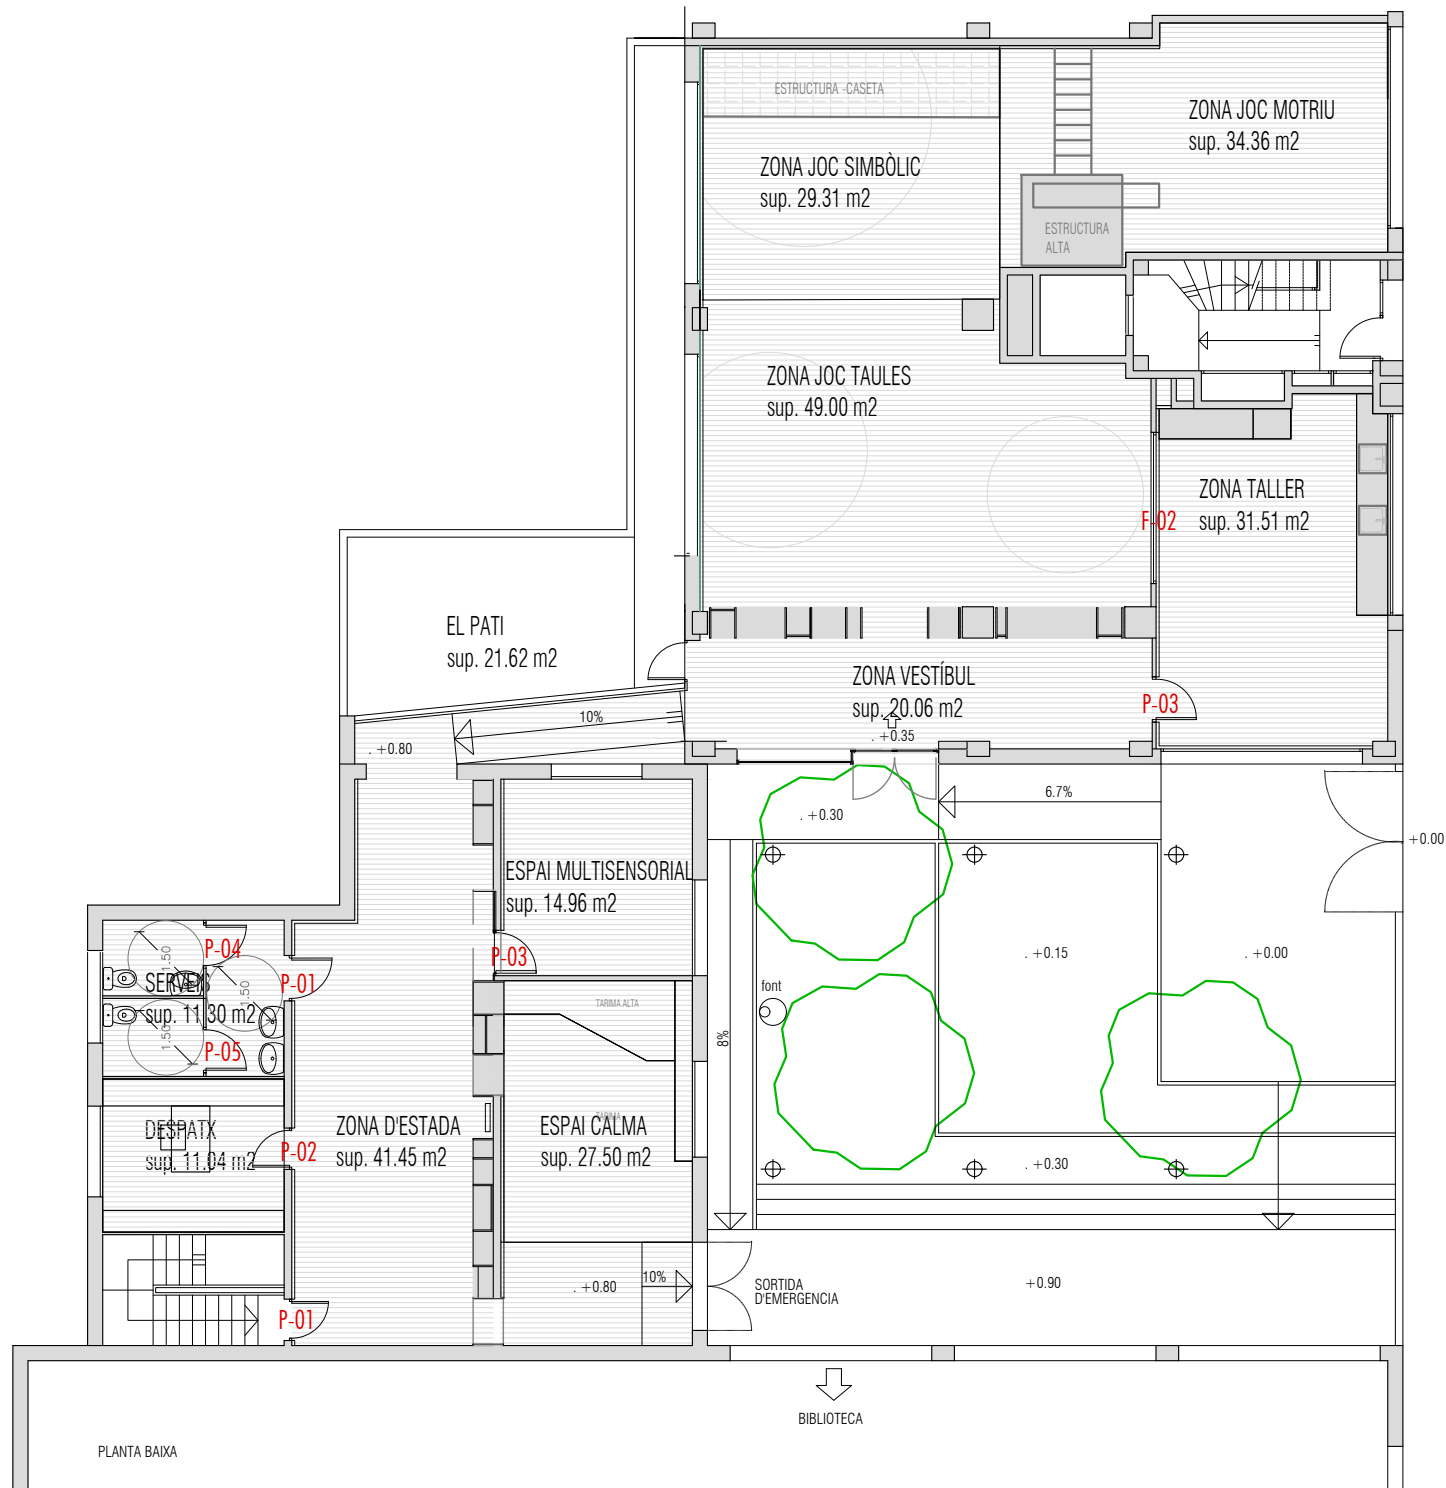 ESTRUCTURA -CASETA
ZONA JOC MOTRIU
sup. 34.36 m2
ZONA JOC SIMBÒLIC
sup. 29.31 m2
ESTRUCTURA
ALTA
ZONA JOC TAULES
sup. 49.00 m2
ZONA TALLER
F-02
sup. 31.51 m2
EL PATI
sup. 21.62 m2
ZONA VESTÍBUL
sup. 20.06 m2
P-03
10%
. +0.80
. +0.35
6.7%
. +0.30
+0.00
ESPAI MULTISENSORIAL
sup. 14.96 m2
P-03
P-04
1.50
SERVEIS
sup. 11.30 m2
P-01
1.50
1.50
P-05
. +0.15
. +0.00
font
TARIMA ALTA
8%
DESPATX
sup. 11.04 m2
P-02
ZONA D'ESTADA
sup. 41.45 m2
TARIMA
ESPAI CALMA
sup. 27.50 m2
. +0.30
. +0.80
10%
SORTIDA
D'EMERGENCIA
+0.90
P-01
BIBLIOTECA
PLANTA BAIXA